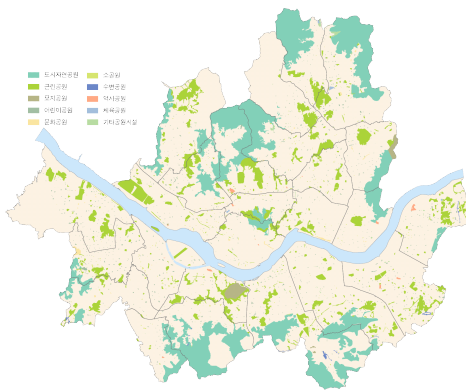 도시자연공원
근린공원
묘지공원
어린이공원
문화공원
소공원
수변공원
역사공원
체육공원
기타공원시설